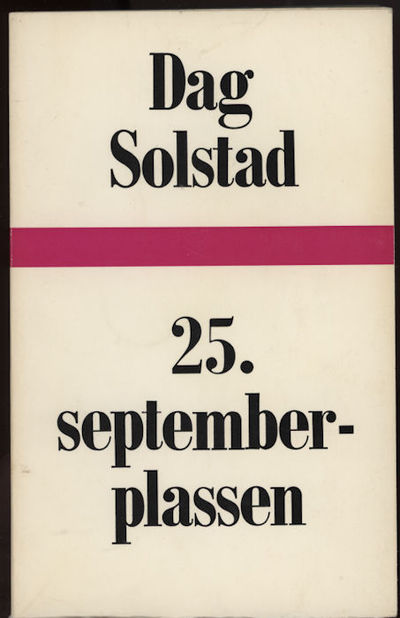 Dag
Solstad
25.
september-
plassen